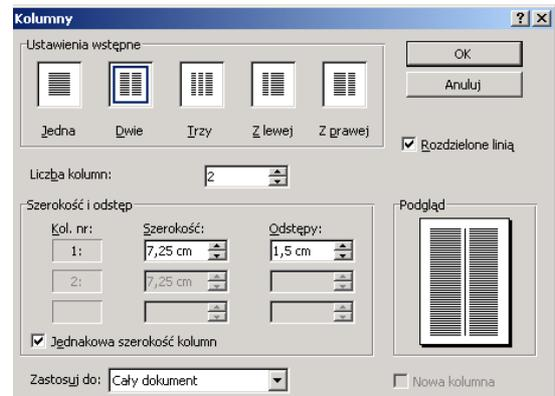 Kolumny
Ustawienia wstępne
Jedna
Dwie
Trzy
Z lewej
Z prawej
OK
Anuluj
Rozdzielone linią
Liczba kolumn: 2
Szerokość i odstęp
Kol. nr: Szerokość: Odstępy:
1: 7,25 cm 1,5 cm
2: 7,25 cm
Jednakowa szerokość kolumn
Podgląd
Zastosuj do: Cały dokument
Nowa kolumna